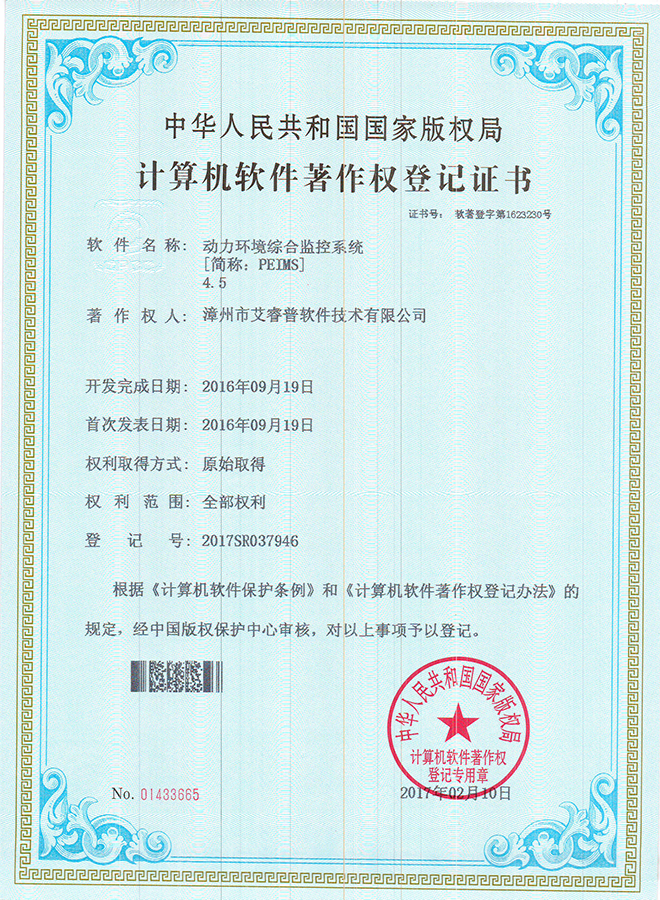 中华人民共和国国家版权局
计算机软件著作权登记证书
证书号： 软著登字第1623230号
软件名称： 动力环境综合监控系统
[简称：PEIMS]
4.5
著作权人： 漳州市艾睿普软件技术有限公司
开发完成日期： 2016年09月19日
首次发表日期： 2016年09月19日
权利取得方式： 原始取得
权利范围： 全部权利
登记号： 2017SR037946
根据《计算机软件保护条例》和《计算机软件著作权登记办法》的
规定，经中国版权保护中心审核，对以上事项予以登记。
中华人民共和国国家版权局
计算机软件著作权
登记专用章
No. 01433665
2017年02月10日